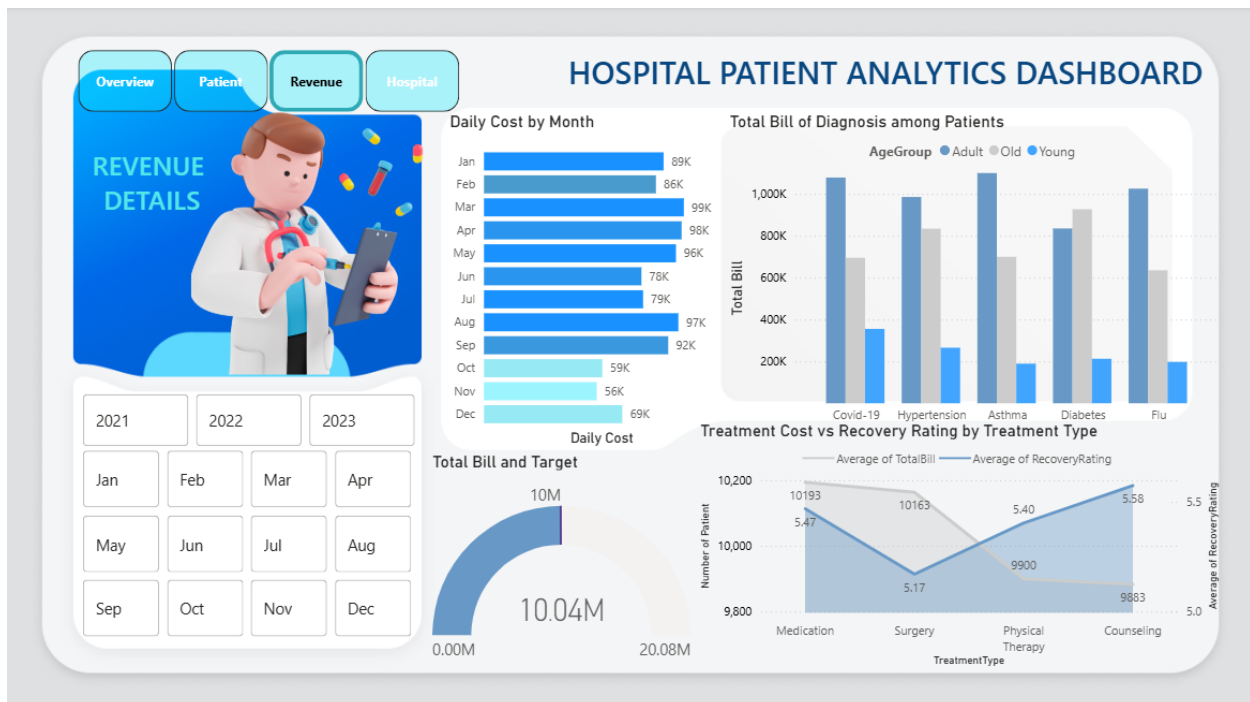 Overview
Patient
Revenue
Hospital
HOSPITAL PATIENT ANALYTICS DASHBOARD
REVENUE
DETAILS
2021
2022
2023
Jan
Feb
Mar
Apr
May
Jun
Jul
Aug
Sep
Oct
Nov
Dec
Daily Cost by Month
Jan 89K
Feb 86K
Mar 99K
Apr 98K
May 96K
Jun 78K
Jul 79K
Aug 97K
Sep 92K
Oct 59K
Nov 56K
Dec 69K
Daily Cost
Total Bill of Diagnosis among Patients
AgeGroup Adult Old Young
Total Bill
1,000K
800K
600K
400K
200K
Covid-19
Hypertension
Asthma
Diabetes
Flu
Total Bill and Target
10M
10.04M
0.00M
20.08M
Treatment Cost vs Recovery Rating by Treatment Type
Average of TotalBill
Average of RecoveryRating
Number of Patient
10,200
10,000
9,800
10193
5.47
10163
5.17
5.40
9900
5.58
9883
5.5
5.0
Average of RecoveryRating
Medication
Surgery
Physical
Therapy
Counseling
TreatmentType